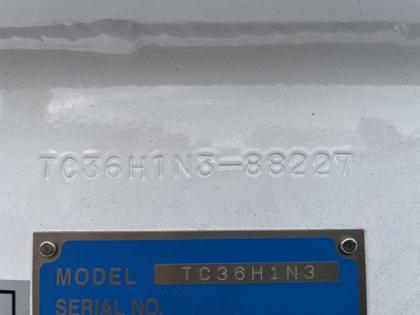 TC36H1N3-88227
MODEL TC36H1N3
SERIAL NO.